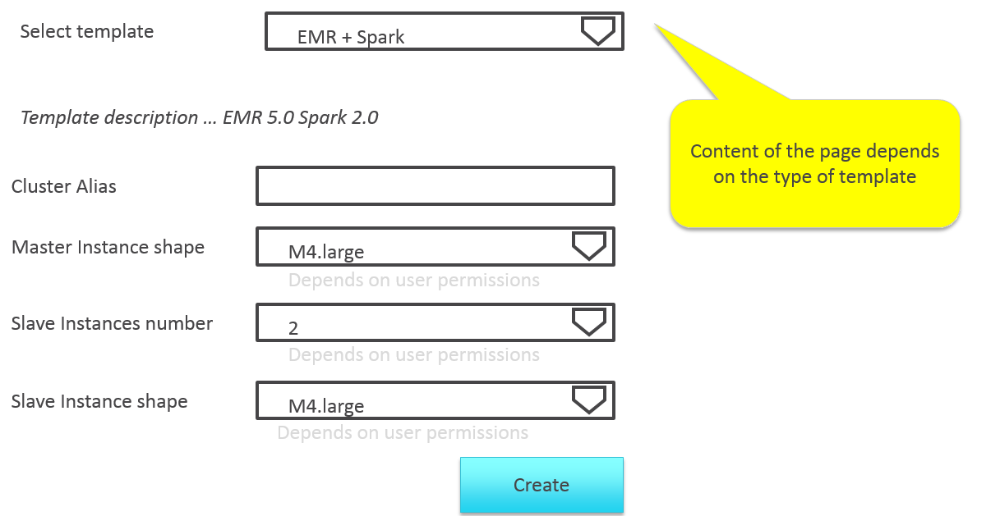 Select template
EMR + Spark
Template description ... EMR 5.0 Spark 2.0
Content of the page depends
on the type of template
Cluster Alias
Master Instance shape
M4.large
Depends on user permissions
Slave Instances number
2
Depends on user permissions
Slave Instance shape
M4.large
Depends on user permissions
Create